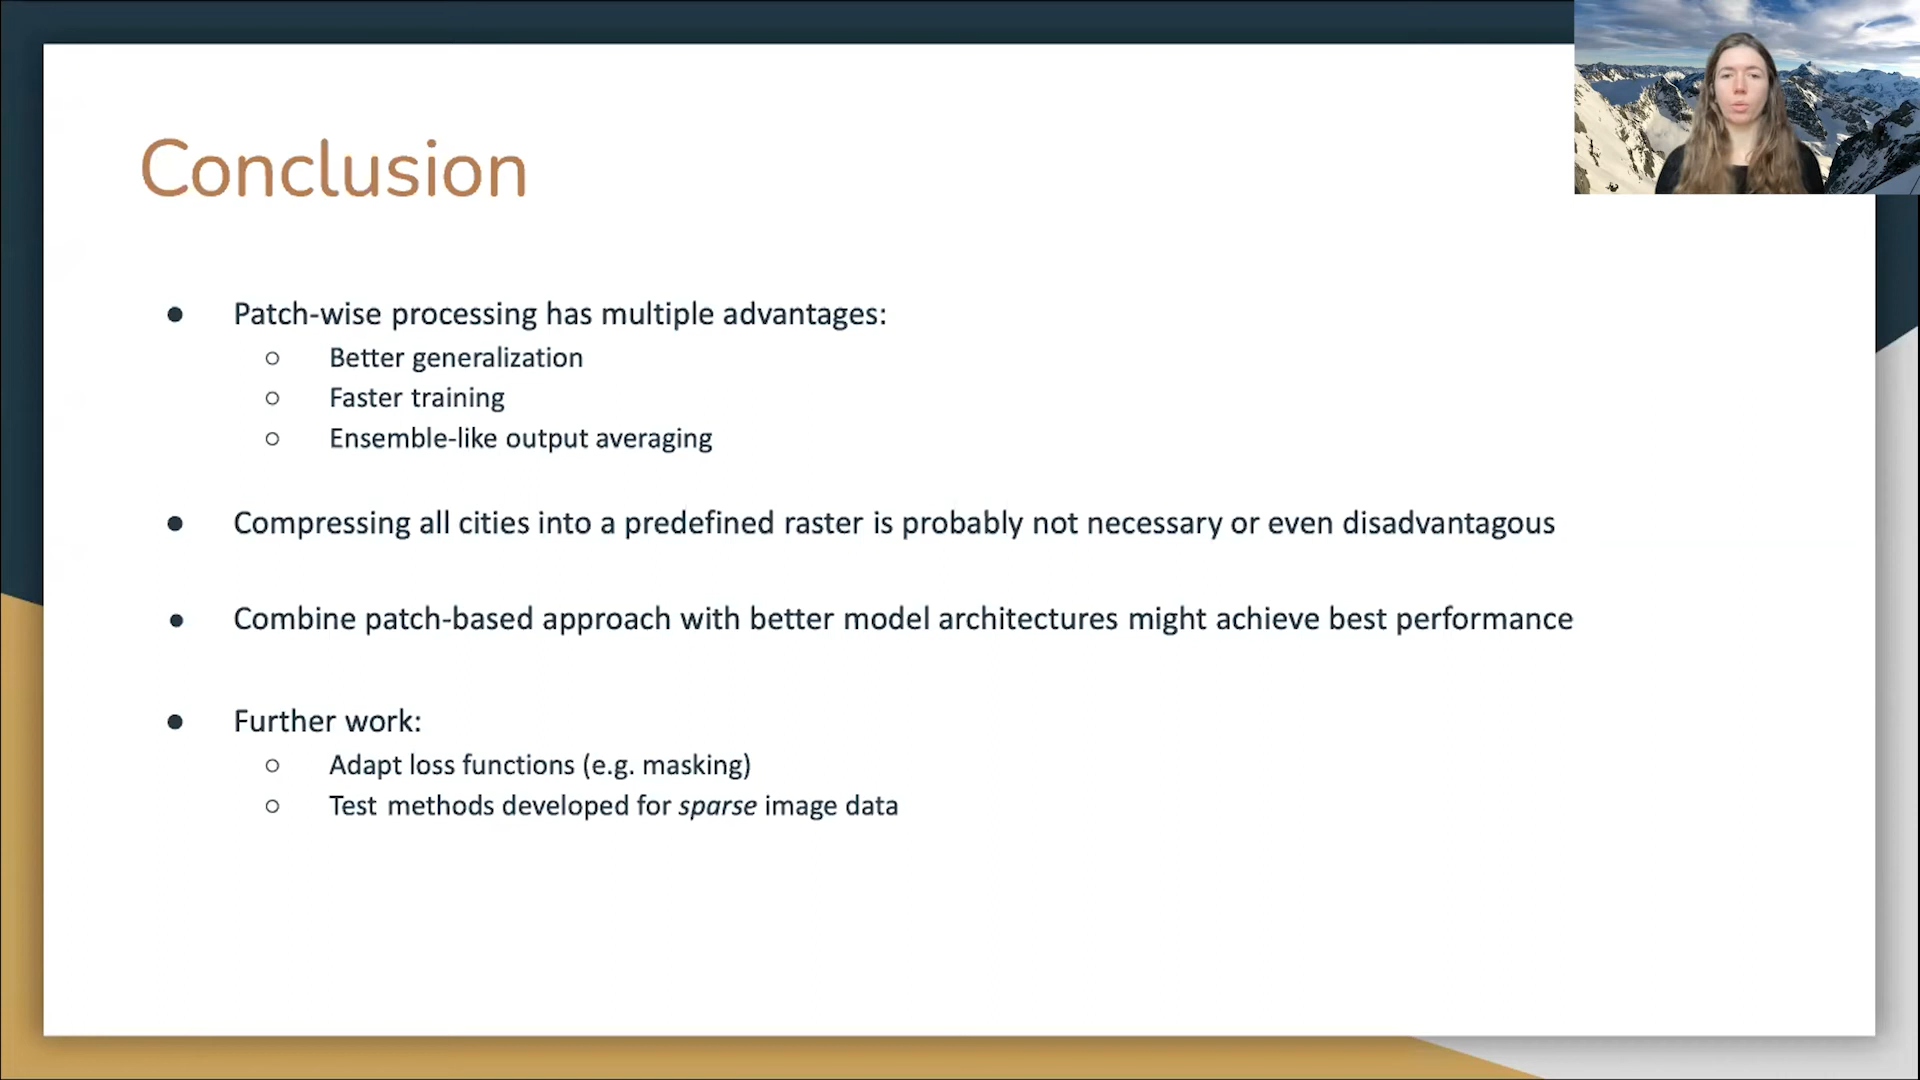 Conclusion
● Patch-wise processing has multiple advantages:
○ Better generalization
○ Faster training
○ Ensemble-like output averaging
● Compressing all cities into a predefined raster is probably not necessary or even disadvantagous
● Combine patch-based approach with better model architectures might achieve best performance
● Further work:
○ Adapt loss functions (e.g. masking)
○ Test methods developed for sparse image data